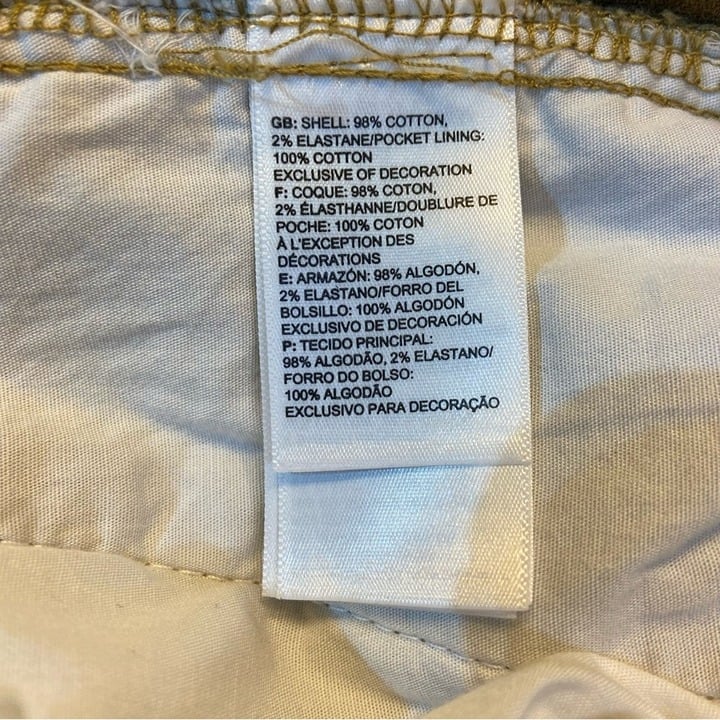 GB: SHELL: 98% COTTON,
2% ELASTANE/POCKET LINING:
100% COTTON
EXCLUSIVE OF DECORATION
F: COQUE: 98% COTON,
2% ÉLASTHANNE/DOUBLURE DE
POCHE: 100% COTON
À L'EXCEPTION DES
DÉCORATIONS
E: ARMAZÓN: 98% ALGODÓN,
2% ELASTANO/FORRO DEL
BOLSILLO: 100% ALGODÓN
EXCLUSIVO DE DECORACIÓN
P: TECIDO PRINCIPAL:
98% ALGODÃO, 2% ELASTANO/
FORRO DO BOLSO:
100% ALGODÃO
EXCLUSIVO PARA DECORAÇÃO